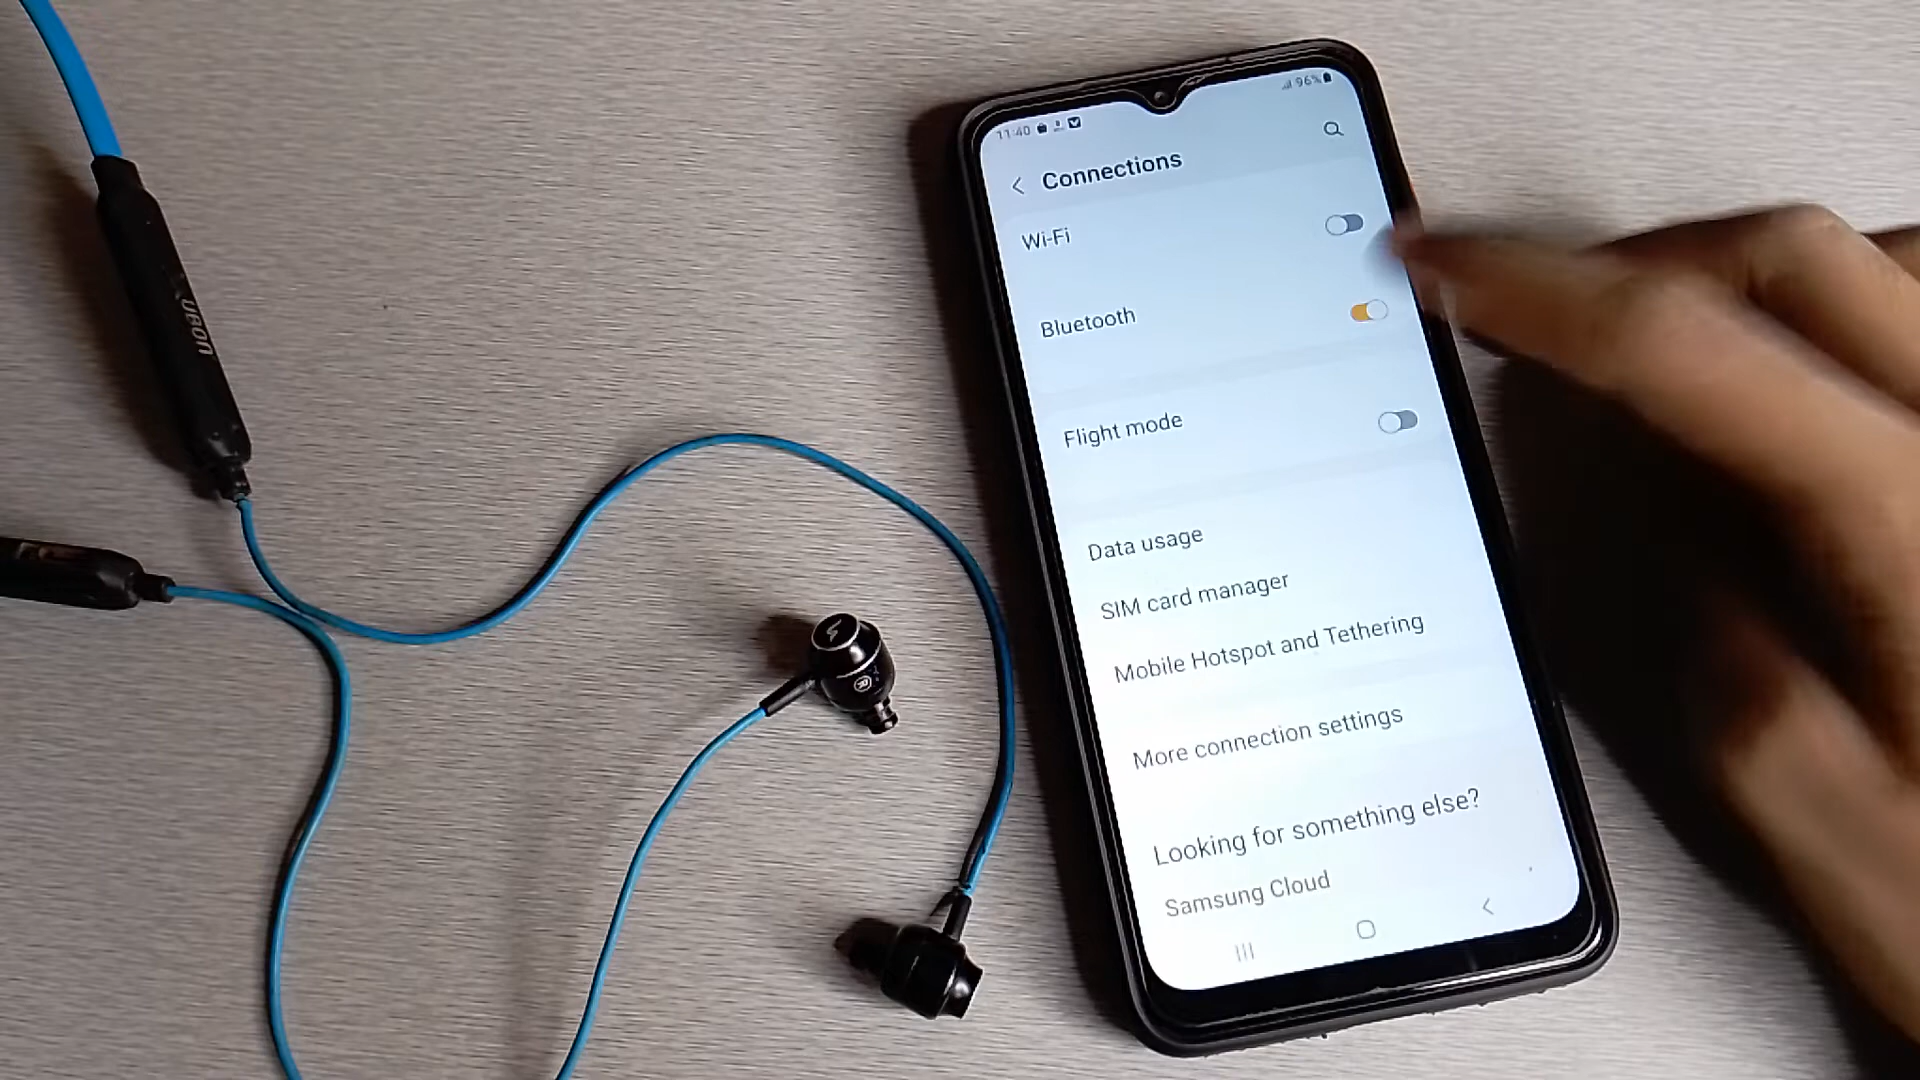 UBON
11:40
96%
Connections
Wi-Fi
Bluetooth
Flight mode
Data usage
SIM card manager
Mobile Hotspot and Tethering
More connection settings
Looking for something else?
Samsung Cloud